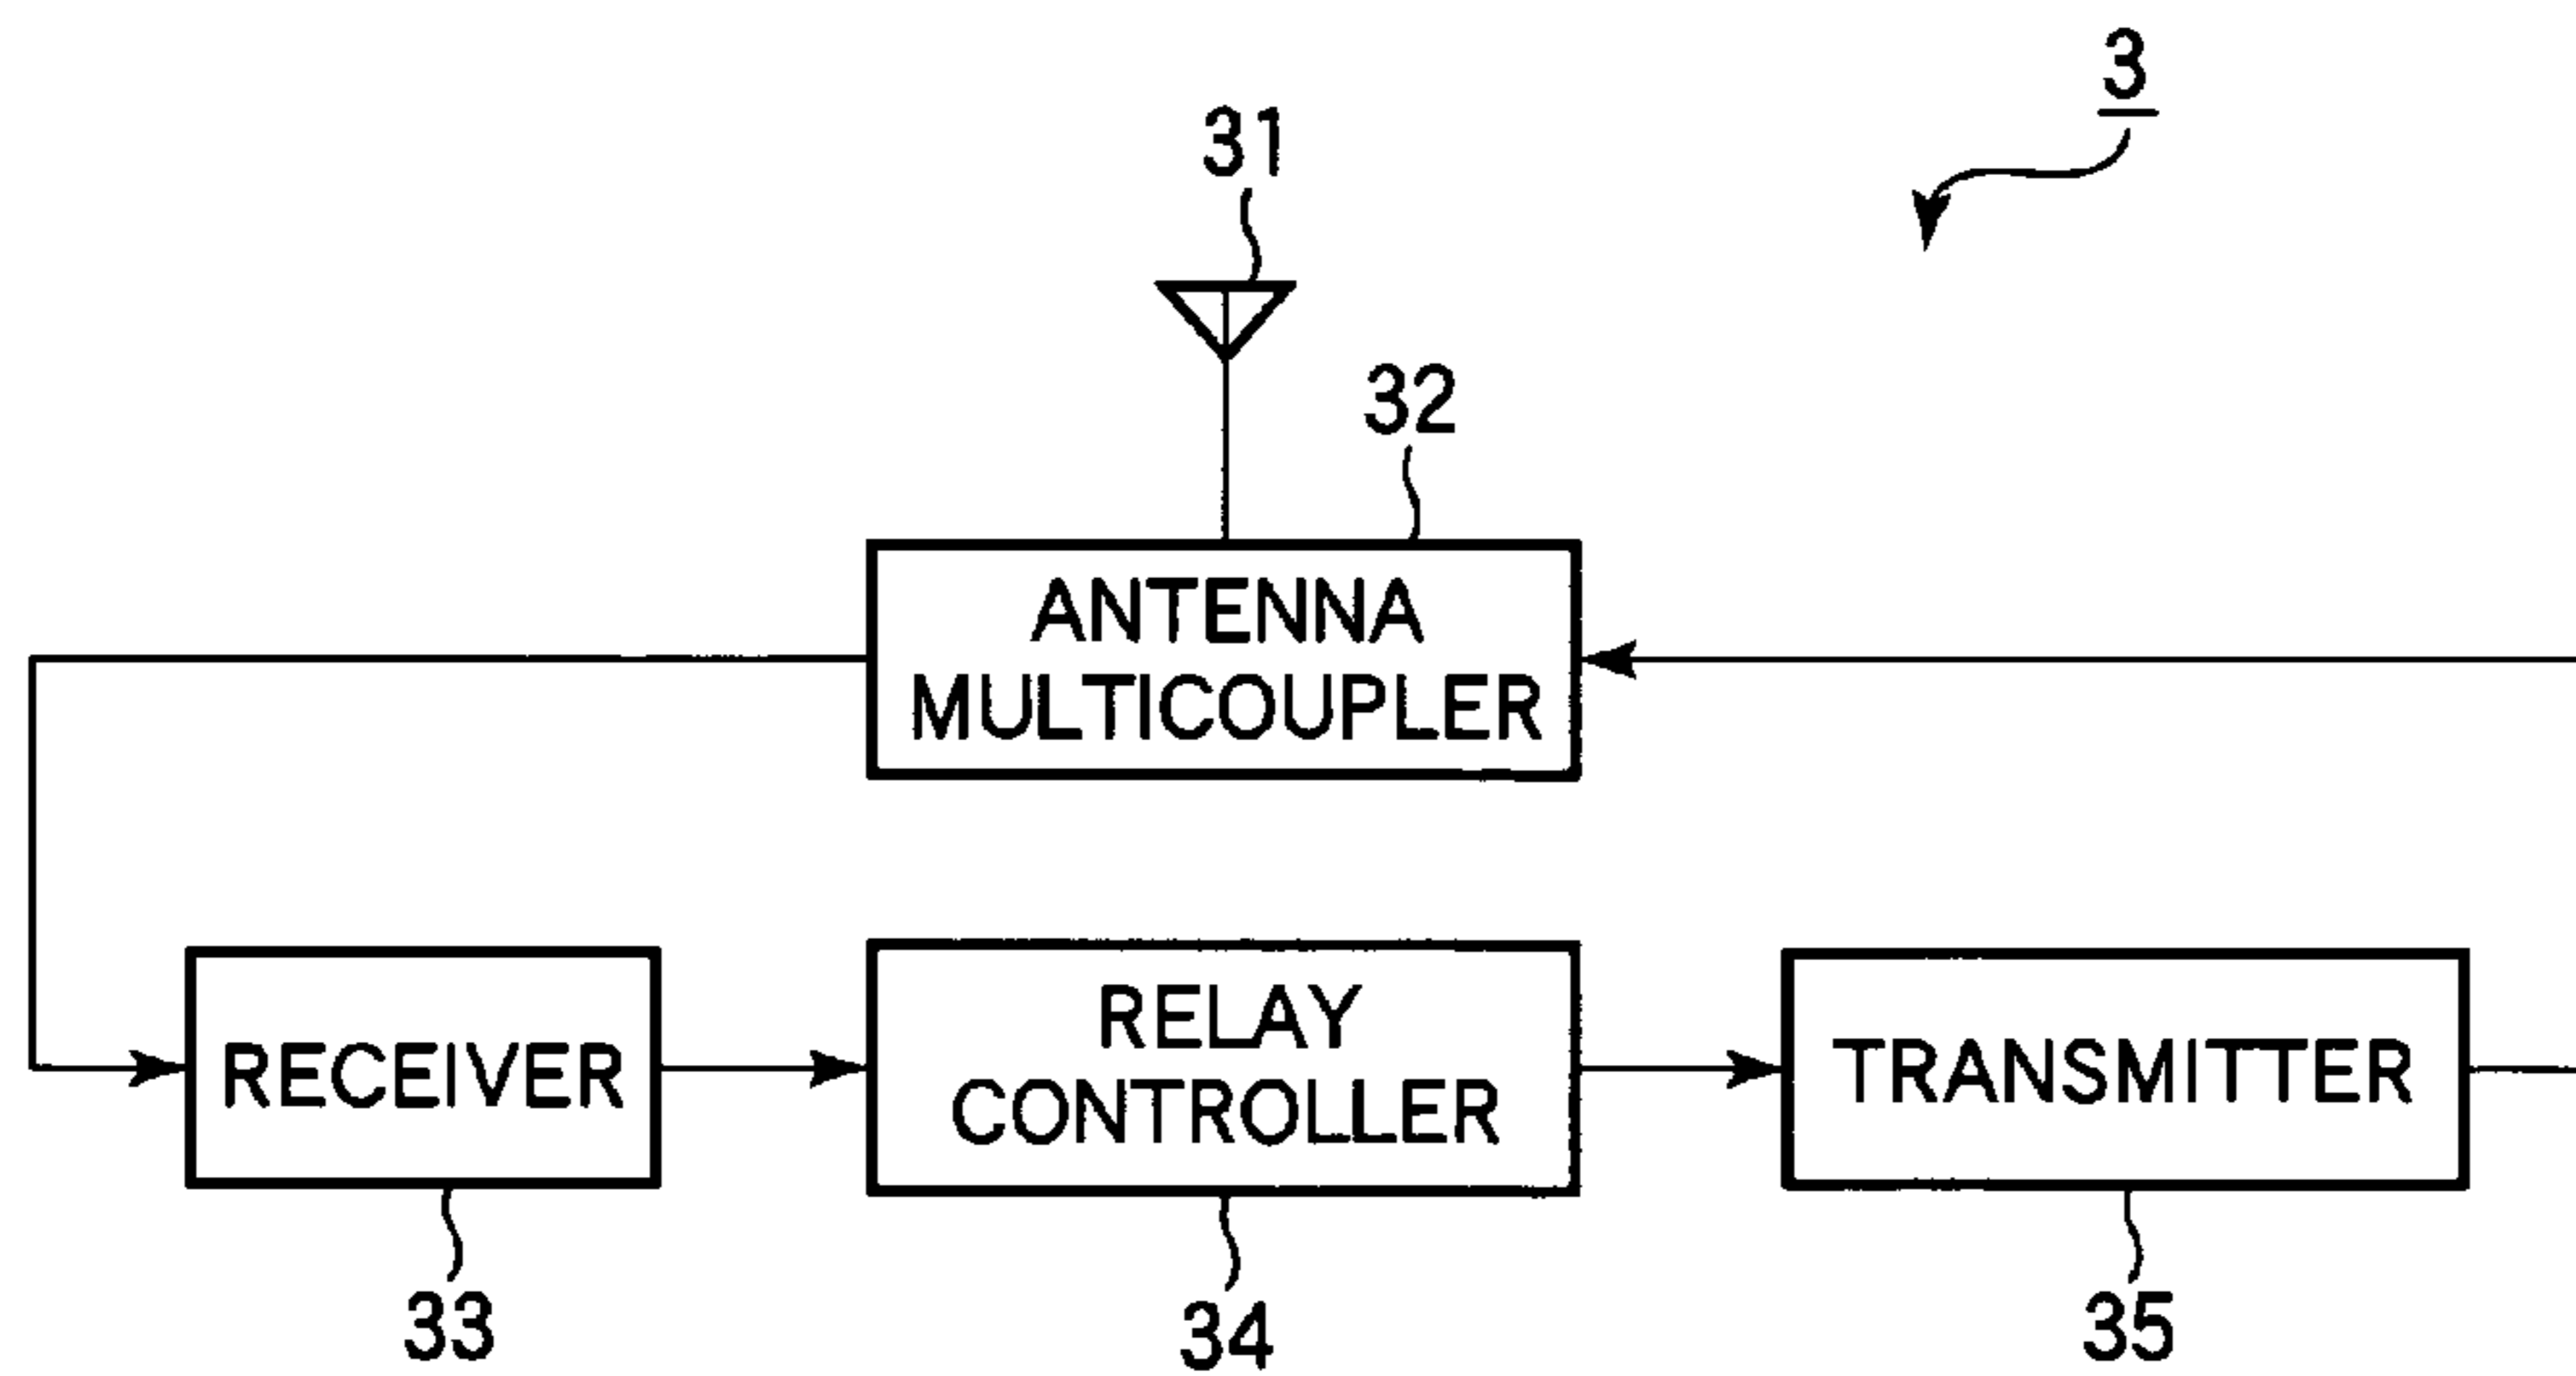 3
31
32
ANTENNA
MULTICOUPLER
RECEIVER
RELAY
CONTROLLER
TRANSMITTER
33
34
35